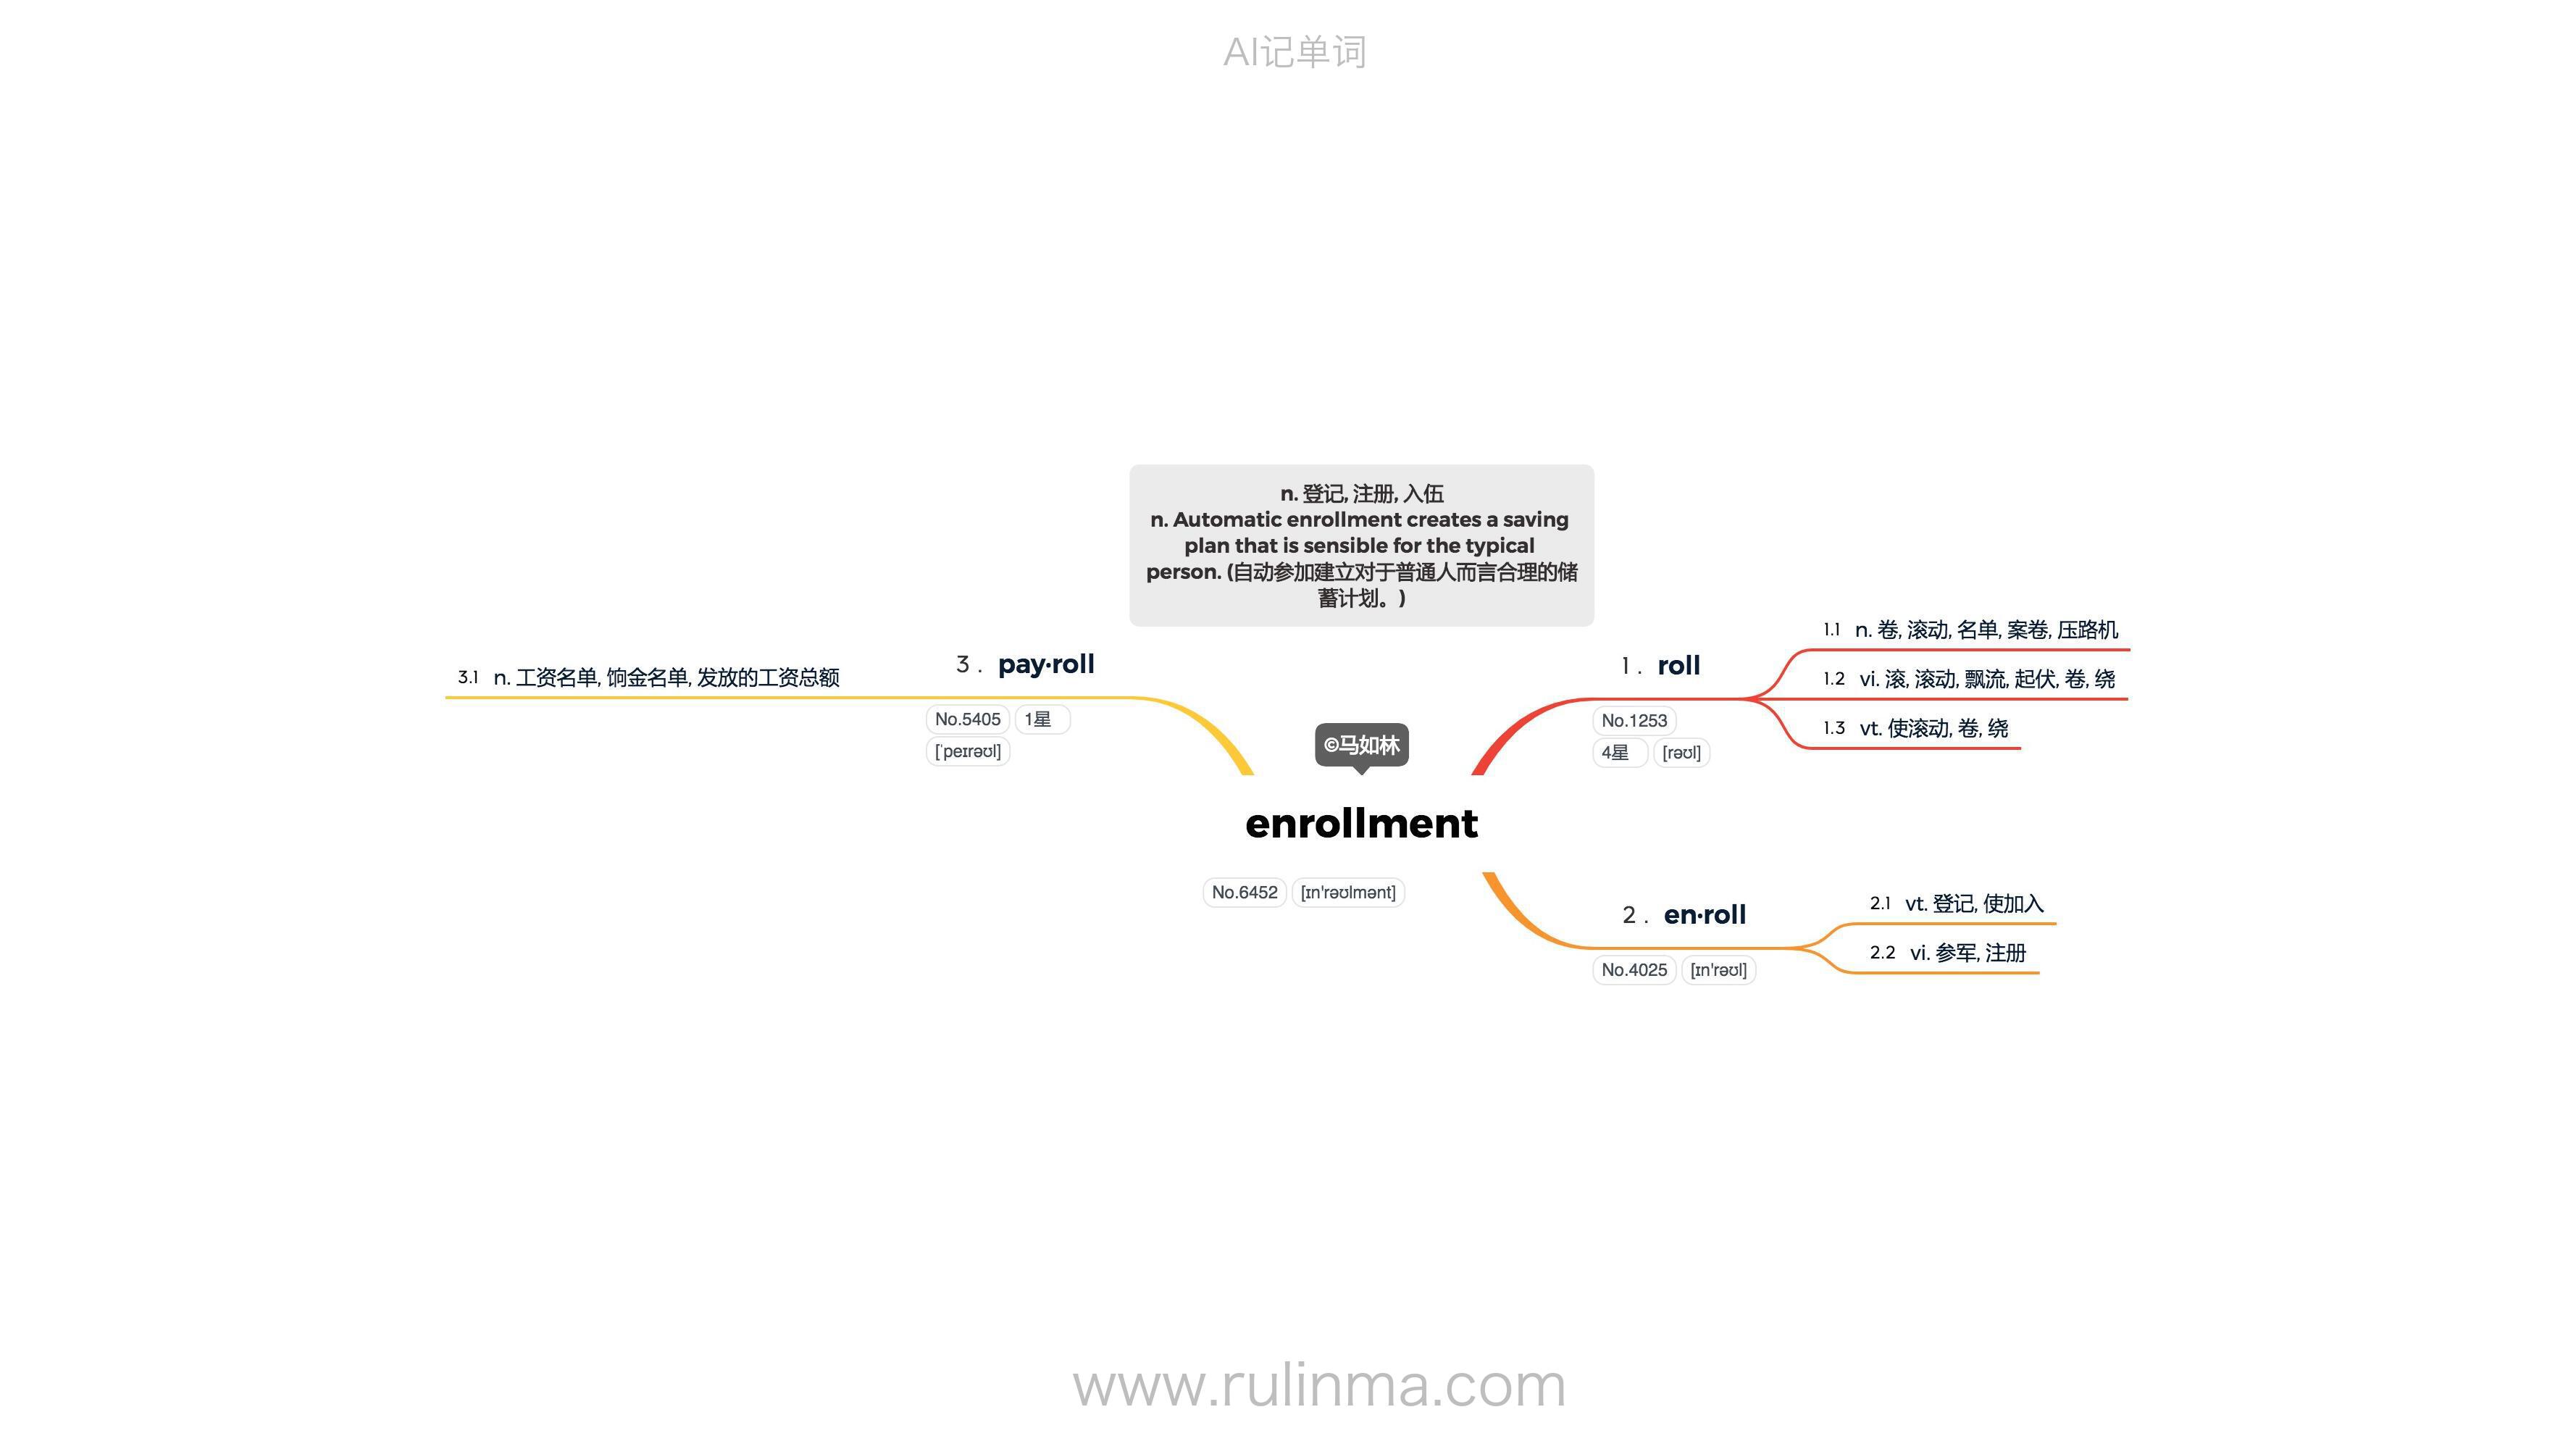 AI记单词
n. 登记, 注册, 入伍
n. Automatic enrollment creates a saving
plan that is sensible for the typical
person. (自动参加建立对于普通人而言合理的储
蓄计划。)
©马如林
enrollment
No.6452 [ɪn'rəʊlmənt]
1 . roll
No.1253
4星 [rəʊl]
1.1 n. 卷, 滚动, 名单, 案卷, 压路机
1.2 vi. 滚, 滚动, 飘流, 起伏, 卷, 绕
1.3 vt. 使滚动, 卷, 绕
2 . en·roll
No.4025 [ɪn'rəʊl]
2.1 vt. 登记, 使加入
2.2 vi. 参军, 注册
3 . pay·roll
No.5405 1星
[ˈpeɪrəʊl]
3.1 n. 工资名单, 饷金名单, 发放的工资总额
www.rulinma.com